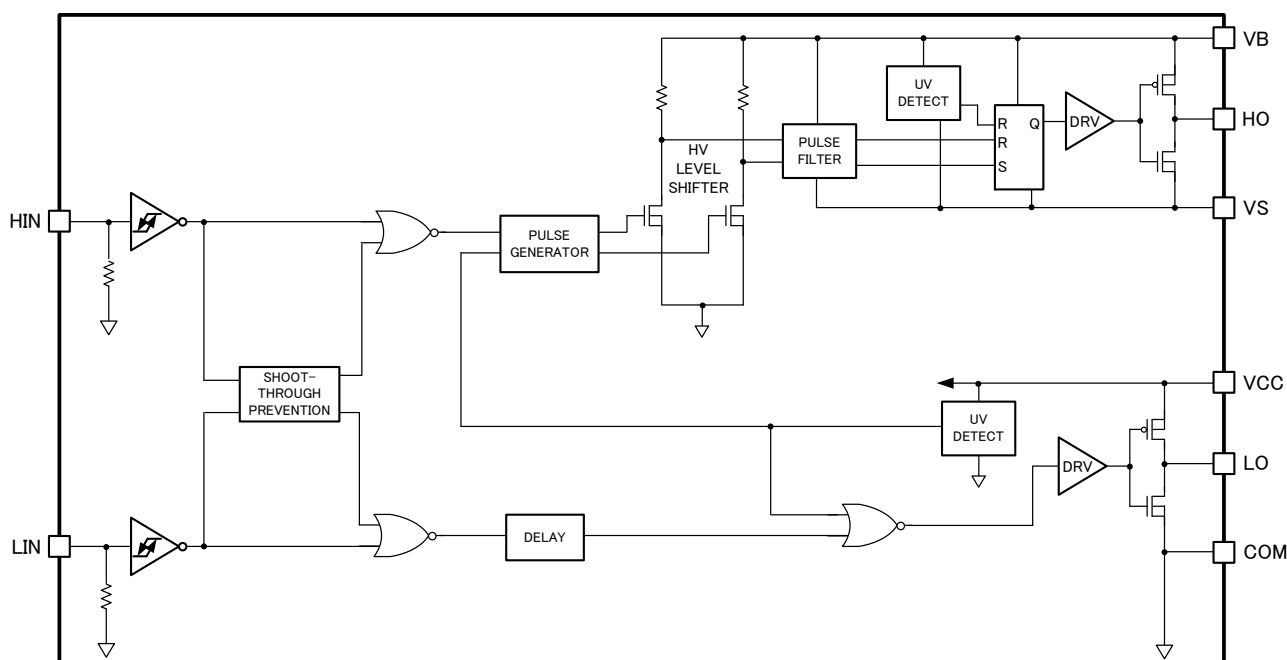 VB
UV
DETECT
HO
R
Q
DRV
R
S
PULSE
FILTER
HV
LEVEL
SHIFTER
VS
HIN
PULSE
GENERATOR
SHOOT-
THROUGH
PREVENTION
VCC
UV
DETECT
DRV
LO
LIN
DELAY
COM